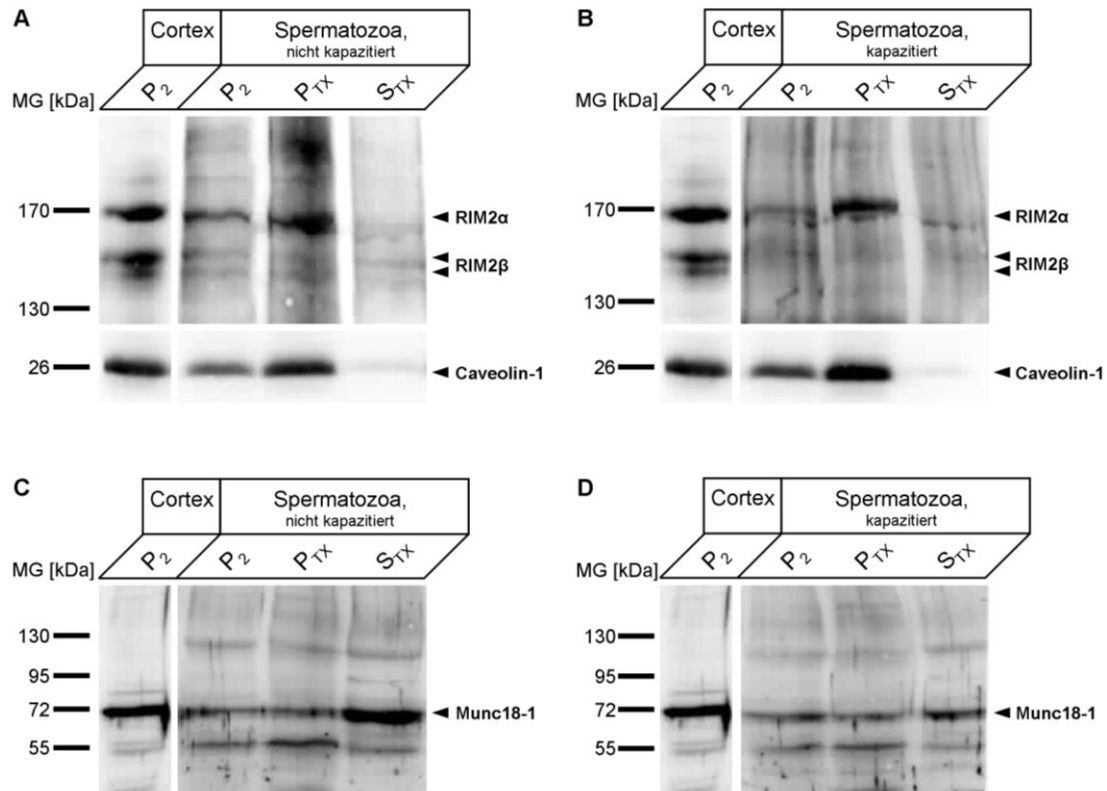 A
Cortex
Spermatozoa,
nicht kapazitiert
P2 P2 PTX STX
MG [kDa]
170
RIM2α
RIM2β
130
26
Caveolin-1
B
Cortex
Spermatozoa,
kapazitiert
P2 P2 PTX STX
MG [kDa]
170
RIM2α
RIM2β
130
26
Caveolin-1
C
Cortex
Spermatozoa,
nicht kapazitiert
P2 P2 PTX STX
MG [kDa]
130
95
72
Munc18-1
55
D
Cortex
Spermatozoa,
kapazitiert
P2 P2 PTX STX
MG [kDa]
130
95
72
Munc18-1
55